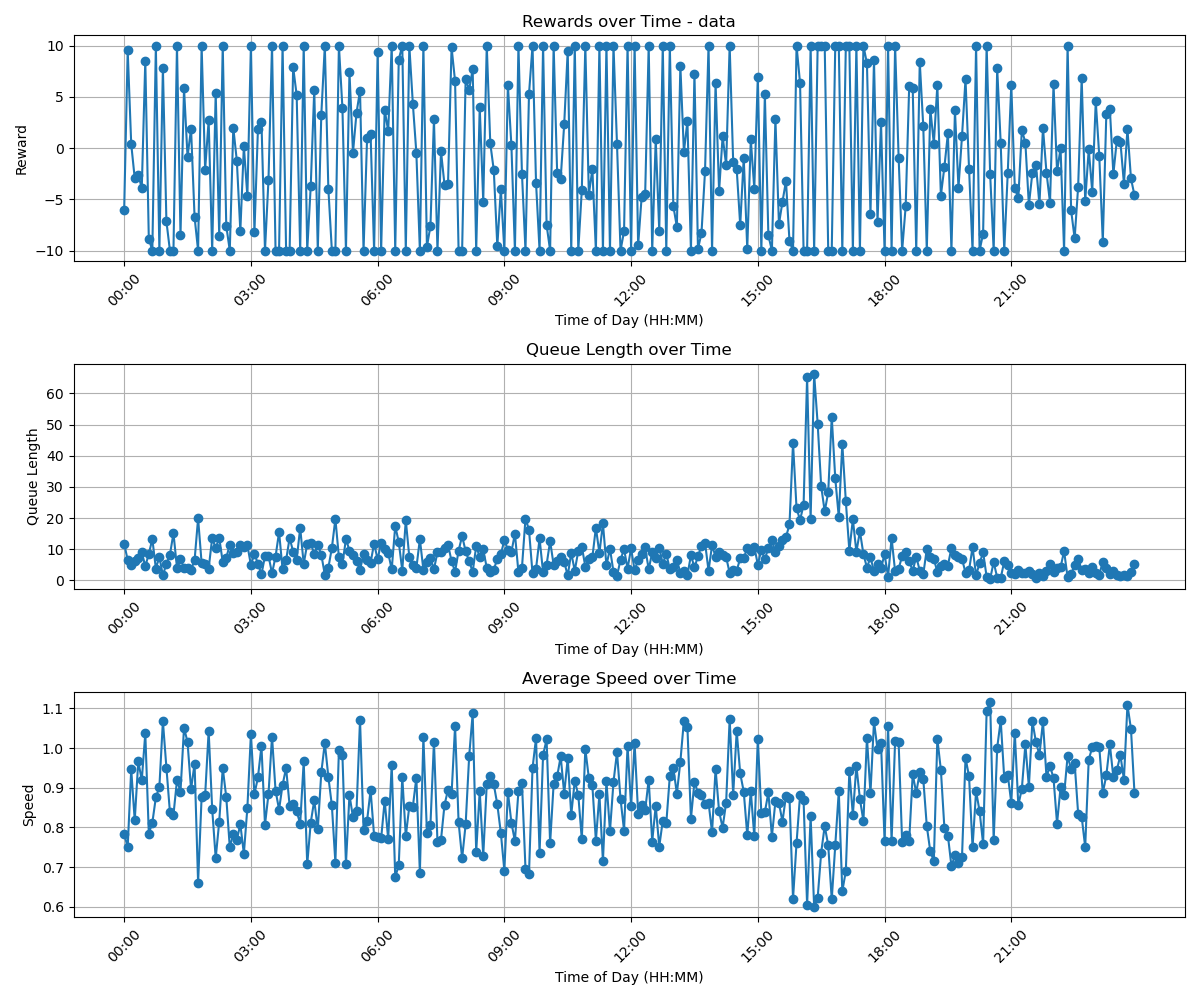 Rewards over Time - data
Reward
10
5
0
−5
−10
00:00 03:00 06:00 09:00 12:00 15:00 18:00 21:00
Time of Day (HH:MM)
Queue Length over Time
Queue Length
60
50
40
30
20
10
0
00:00 03:00 06:00 09:00 12:00 15:00 18:00 21:00
Time of Day (HH:MM)
Average Speed over Time
Speed
1.1
1.0
0.9
0.8
0.7
0.6
00:00 03:00 06:00 09:00 12:00 15:00 18:00 21:00
Time of Day (HH:MM)